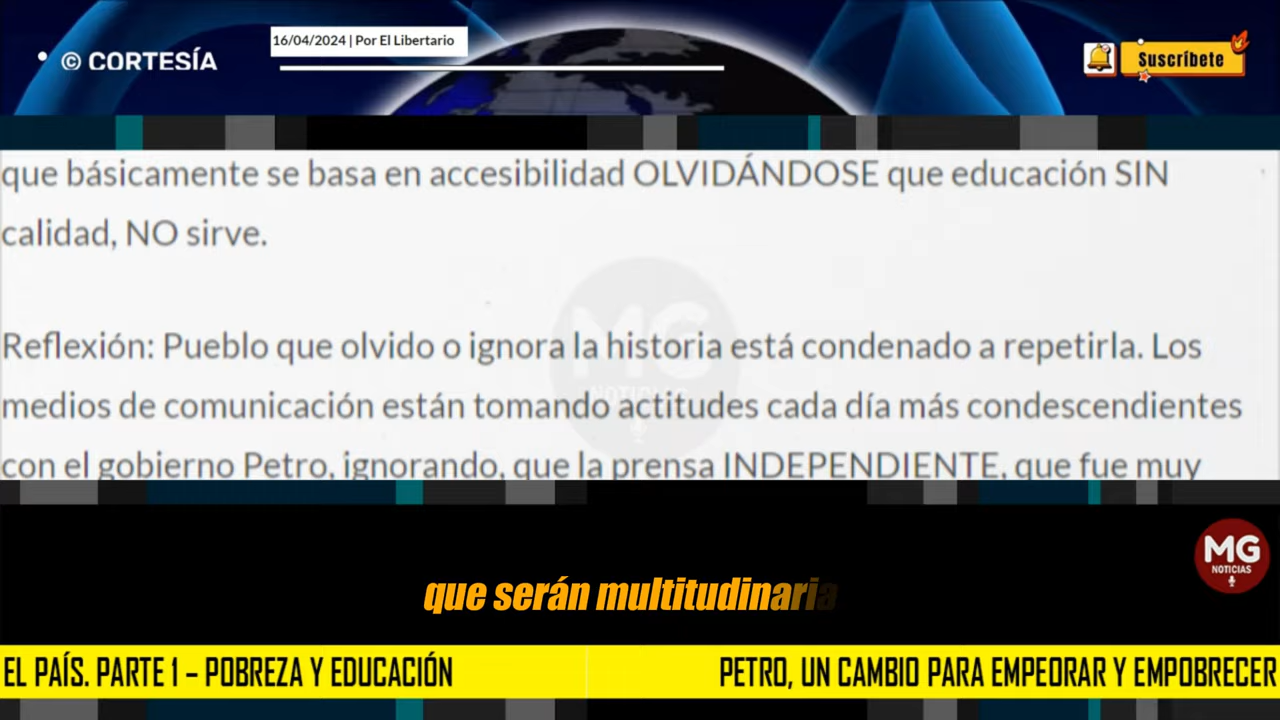 © CORTESÍA
16/04/2024 | Por El Libertario
Suscríbete
que básicamente se basa en accesibilidad OLVIDÁNDOSE que educación SIN
calidad, NO sirve.
Reflexión: Pueblo que olvido o ignora la historia está condenado a repetirla. Los
medios de comunicación están tomando actitudes cada día más condescendientes
con el gobierno Petro, ignorando, que la prensa INDEPENDIENTE, que fue muy
MG
NOTICIAS
MG
NOTICIAS
que serán multitudinaria
EL PAÍS. PARTE 1 – POBREZA Y EDUCACIÓN
PETRO, UN CAMBIO PARA EMPEORAR Y EMPOBRECER